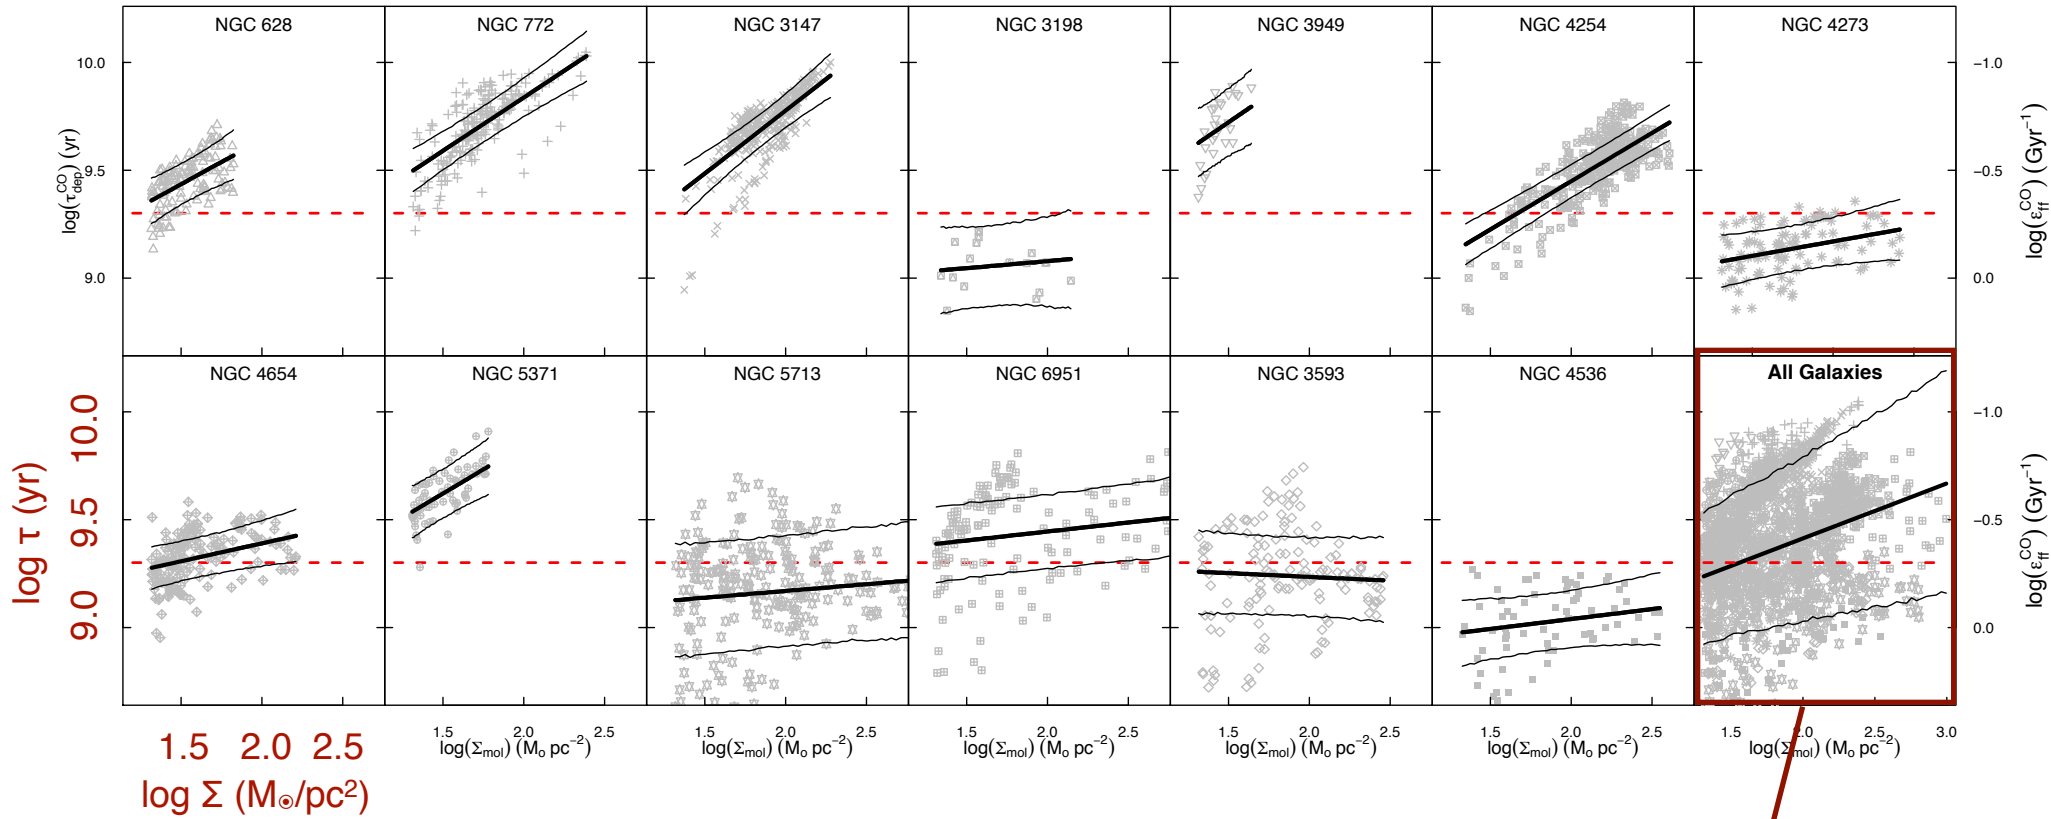 NGC 628 NGC 772 NGC 3147 NGC 3198 NGC 3949 NGC 4254 NGC 4273
10.0
9.5
9.0
log(τ_dep^CO) (yr)
-1.0
-0.5
0.0
log(ε_ff^CO) (Gyr⁻¹)
NGC 4654 NGC 5371 NGC 5713 NGC 6951 NGC 3593 NGC 4536 All Galaxies
10.0
9.5
9.0
log τ (yr)
-1.0
-0.5
0.0
log(ε_ff^CO) (Gyr⁻¹)
1.5 2.0 2.5
log Σ (M⊙/pc²)
1.5 2.0 2.5
log(Σmol) (Mo pc⁻²)
1.5 2.0 2.5
log(Σmol) (Mo pc⁻²)
1.5 2.0 2.5
log(Σmol) (Mo pc⁻²)
1.5 2.0 2.5
log(Σmol) (Mo pc⁻²)
1.5 2.0 2.5
log(Σmol) (Mo pc⁻²)
1.5 2.0 2.5 3.0
log(Σmol) (Mo pc⁻²)